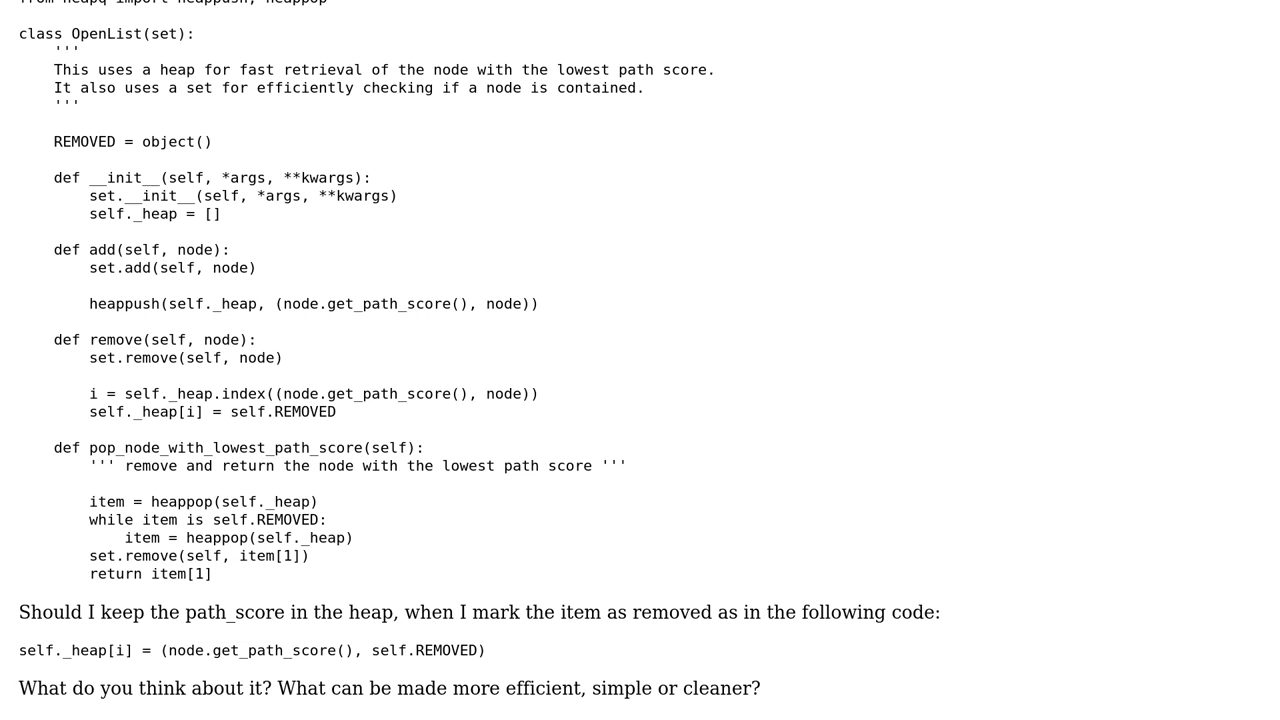 from heapq import heappush, heappop
class OpenList(set):
    '''
    This uses a heap for fast retrieval of the node with the lowest path score.
    It also uses a set for efficiently checking if a node is contained.
    '''
    REMOVED = object()
    def __init__(self, *args, **kwargs):
        set.__init__(self, *args, **kwargs)
        self._heap = []
    def add(self, node):
        set.add(self, node)
        heappush(self._heap, (node.get_path_score(), node))
    def remove(self, node):
        set.remove(self, node)
        i = self._heap.index((node.get_path_score(), node))
        self._heap[i] = self.REMOVED
    def pop_node_with_lowest_path_score(self):
        ''' remove and return the node with the lowest path score '''
        item = heappop(self._heap)
        while item is self.REMOVED:
            item = heappop(self._heap)
        set.remove(self, item[1])
        return item[1]
Should I keep the path_score in the heap, when I mark the item as removed as in the following code:
self._heap[i] = (node.get_path_score(), self.REMOVED)
What do you think about it? What can be made more efficient, simple or cleaner?